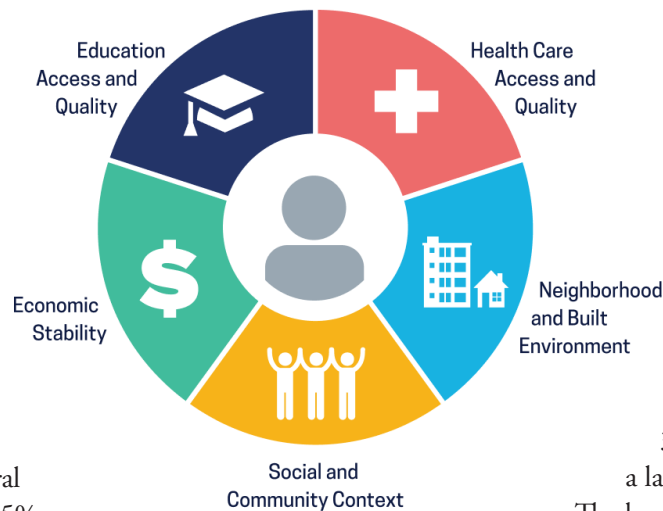 Education
Access and
Quality
Health Care
Access and
Quality
$
Economic
Stability
Neighborhood
and Built
Environment
Social and
Community Context
a la